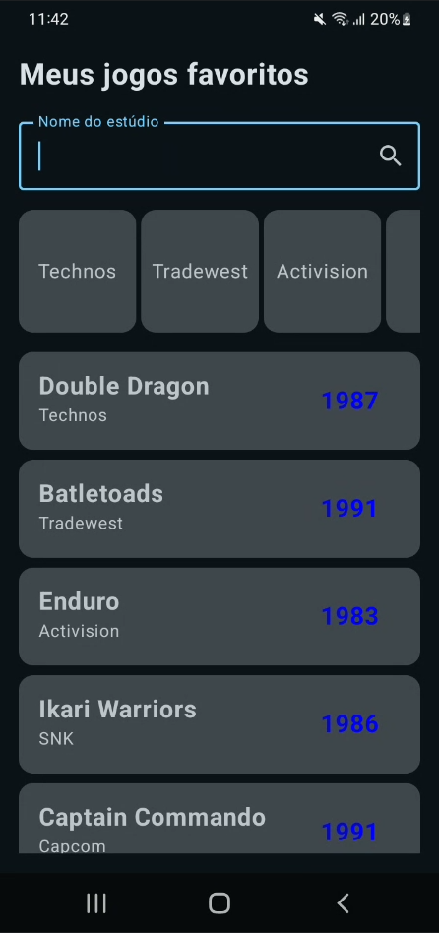 11:42
20%
Meus jogos favoritos
Nome do estúdio
Technos
Tradewest
Activision
Double Dragon
Technos
1987
Batletoads
Tradewest
1991
Enduro
Activision
1983
Ikari Warriors
SNK
1986
Captain Commando
Capcom
1991